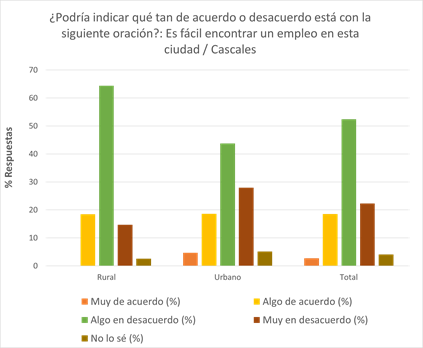 ¿Podría indicar qué tan de acuerdo o desacuerdo está con la
siguiente oración?: Es fácil encontrar un empleo en esta
ciudad / Cascales
% Respuestas
70
60
50
40
30
20
10
0
Rural
Urbano
Total
Muy de acuerdo (%)
Algo de acuerdo (%)
Algo en desacuerdo (%)
Muy en desacuerdo (%)
No lo sé (%)